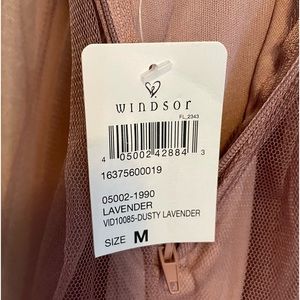 WINDSOR
FL_2343
4 05002 42884 3
16375600019
05002-1990
LAVENDER
VID10085-DUSTY LAVENDER
SIZE M